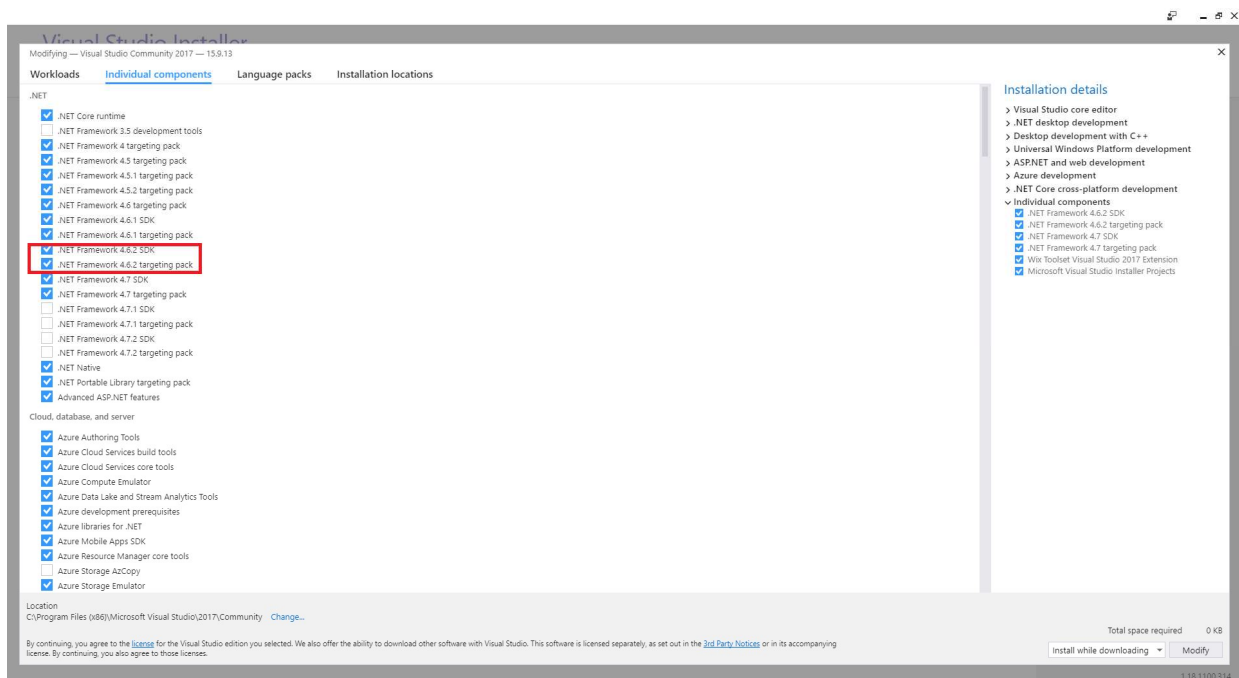 Visual Studio Installer
Modifying — Visual Studio Community 2017 — 15.9.13
Workloads Individual components Language packs Installation locations
.NET
.NET Core runtime
.NET Framework 3.5 development tools
.NET Framework 4 targeting pack
.NET Framework 4.5 targeting pack
.NET Framework 4.5.1 targeting pack
.NET Framework 4.5.2 targeting pack
.NET Framework 4.6 targeting pack
.NET Framework 4.6.1 SDK
.NET Framework 4.6.1 targeting pack
.NET Framework 4.6.2 SDK
.NET Framework 4.6.2 targeting pack
.NET Framework 4.7 SDK
.NET Framework 4.7 targeting pack
.NET Framework 4.7.1 SDK
.NET Framework 4.7.1 targeting pack
.NET Framework 4.7.2 SDK
.NET Framework 4.7.2 targeting pack
.NET Native
.NET Portable Library targeting pack
Advanced ASP.NET features
Cloud, database, and server
Azure Authoring Tools
Azure Cloud Services build tools
Azure Cloud Services core tools
Azure Compute Emulator
Azure Data Lake and Stream Analytics Tools
Azure development prerequisites
Azure libraries for .NET
Azure Mobile Apps SDK
Azure Resource Manager core tools
Azure Storage AzCopy
Azure Storage Emulator
Installation details
Visual Studio core editor
.NET desktop development
Desktop development with C++
Universal Windows Platform development
ASP.NET and web development
Azure development
.NET Core cross-platform development
Individual components
.NET Framework 4.6.2 SDK
.NET Framework 4.6.2 targeting pack
.NET Framework 4.7 SDK
.NET Framework 4.7 targeting pack
Wix Toolset Visual Studio 2017 Extension
Microsoft Visual Studio Installer Projects
Location
C:\Program Files (x86)\Microsoft Visual Studio\2017\Community Change...
By continuing, you agree to the license for the Visual Studio edition you selected. We also offer the ability to download other software with Visual Studio. This software is licensed separately, as set out in the 3rd Party Notices or in its accompanying
license. By continuing, you also agree to those licenses.
Total space required 0 KB
Install while downloading Modify
1.18.1100.314